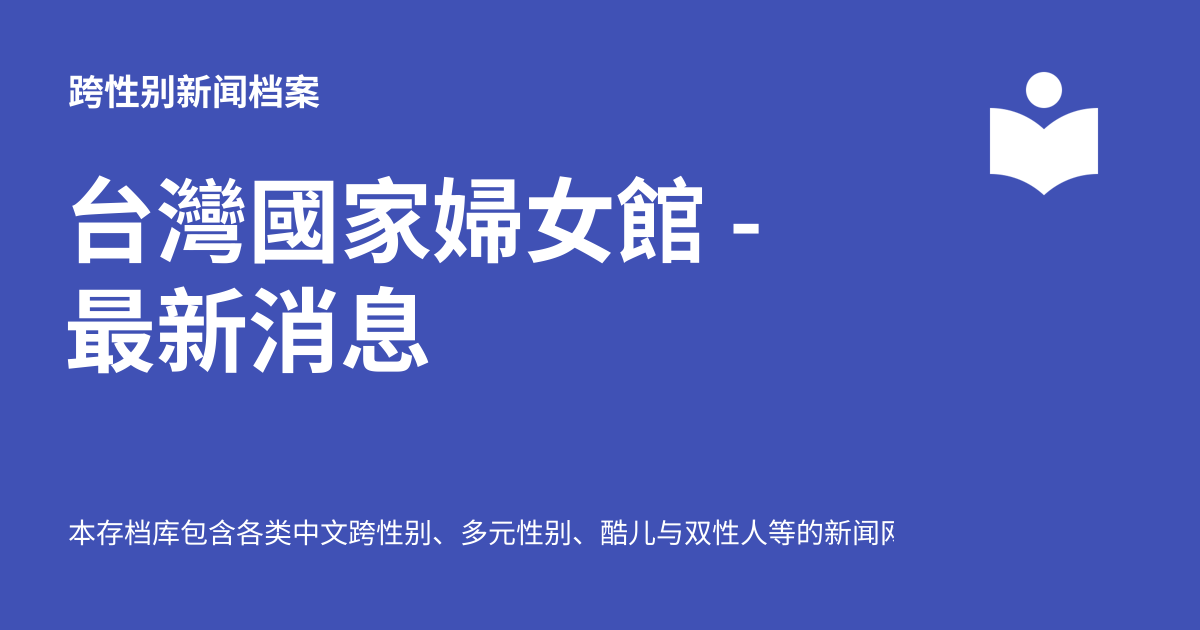 跨性别新闻档案
台灣國家婦女館 -
最新消息
本存档库包含各类中文跨性别、多元性别、酷儿与双性人等的新闻